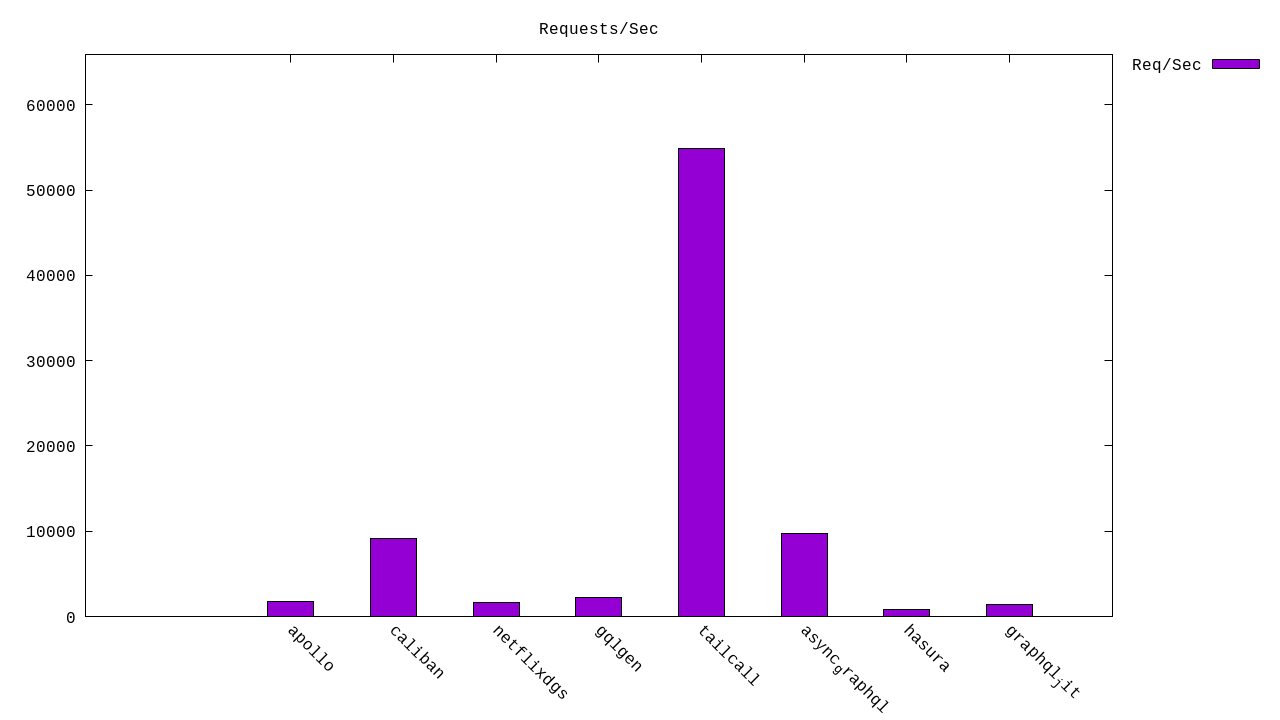 Requests/Sec
Req/Sec
60000
50000
40000
30000
20000
10000
0
apollo
caliban
netflixdgs
gqlgen
tailcall
async_graphql
hasura
graphql_jit